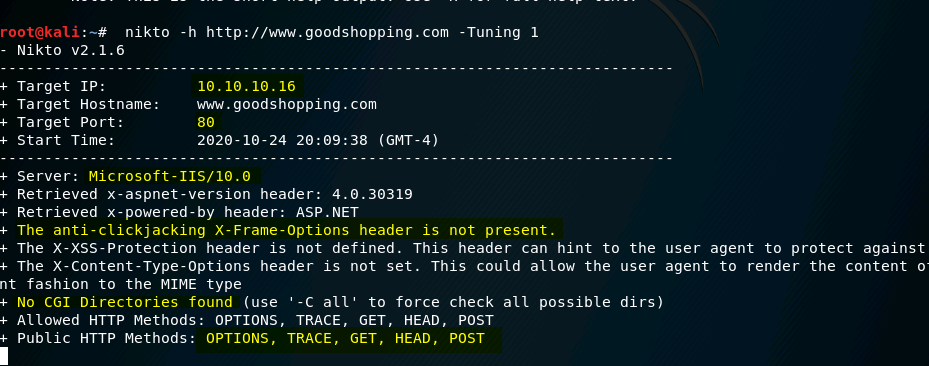 root@kali:~# nikto -h http://www.goodshopping.com -Tuning 1
- Nikto v2.1.6
---------------------------------------------------------------------------
+ Target IP: 10.10.10.16
+ Target Hostname: www.goodshopping.com
+ Target Port: 80
+ Start Time: 2020-10-24 20:09:38 (GMT-4)
---------------------------------------------------------------------------
+ Server: Microsoft-IIS/10.0
+ Retrieved x-aspnet-version header: 4.0.30319
+ Retrieved x-powered-by header: ASP.NET
+ The anti-clickjacking X-Frame-Options header is not present.
+ The X-XSS-Protection header is not defined. This header can hint to the user agent to protect against
+ The X-Content-Type-Options header is not set. This could allow the user agent to render the content of
nt fashion to the MIME type
+ No CGI Directories found (use '-C all' to force check all possible dirs)
+ Allowed HTTP Methods: OPTIONS, TRACE, GET, HEAD, POST
+ Public HTTP Methods: OPTIONS, TRACE, GET, HEAD, POST